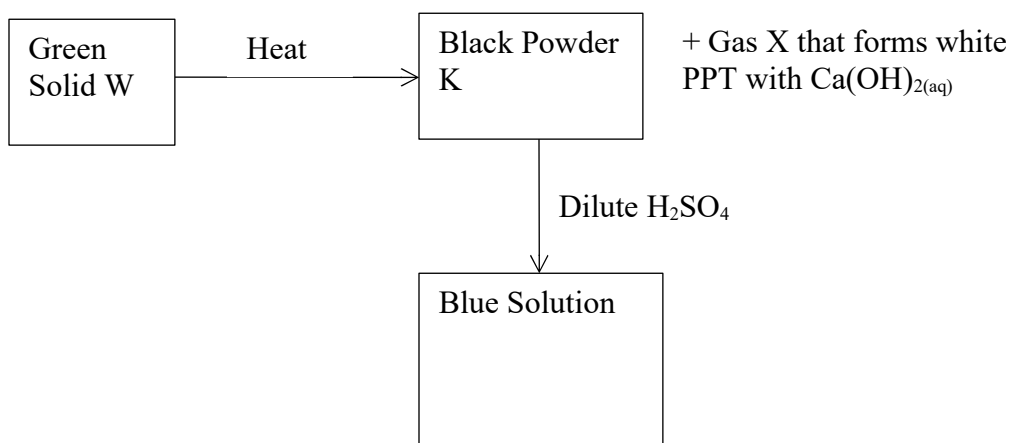 Green
Solid W
Heat
Black Powder
K
+ Gas X that forms white
PPT with Ca(OH)₂₍ₐq₎
Dilute H₂SO₄
Blue Solution